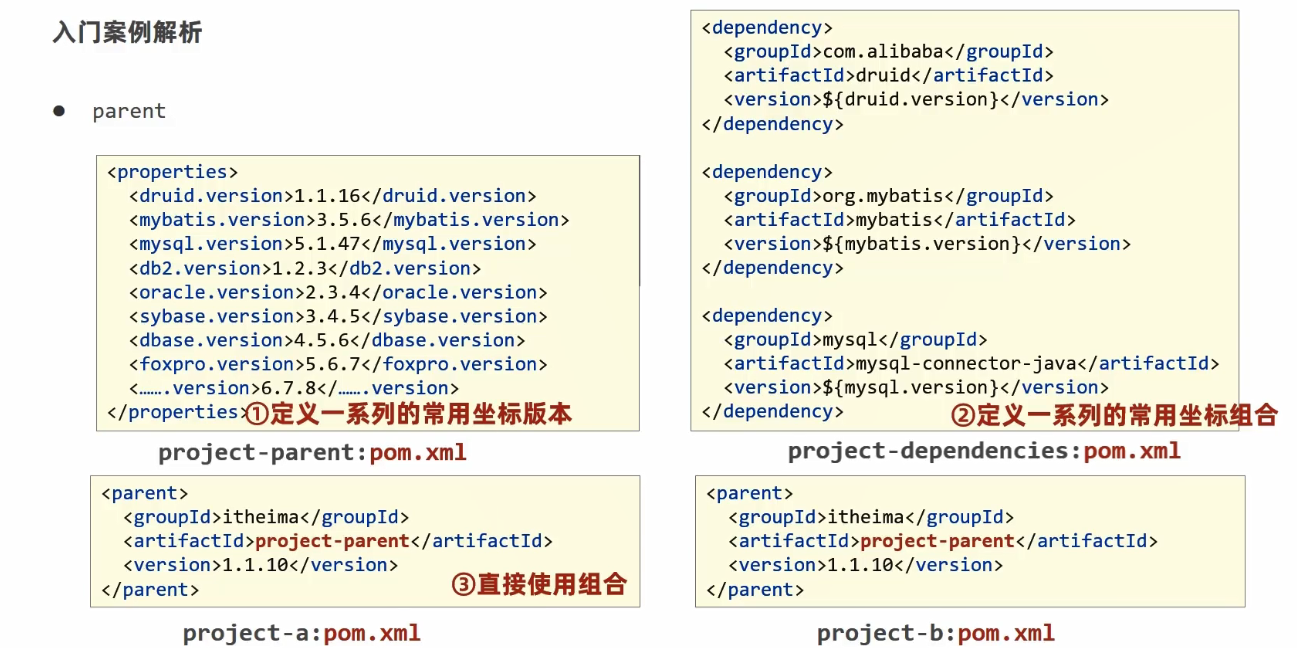 入门案例解析
● parent
<properties>
<druid.version>1.1.16</druid.version>
<mybatis.version>3.5.6</mybatis.version>
<mysql.version>5.1.47</mysql.version>
<db2.version>1.2.3</db2.version>
<oracle.version>2.3.4</oracle.version>
<sybase.version>3.4.5</sybase.version>
<dbase.version>4.5.6</dbase.version>
<foxpro.version>5.6.7</foxpro.version>
<…….version>6.7.8</…….version>
</properties>
①定义一系列的常用坐标版本
project-parent:pom.xml
<dependency>
<groupId>com.alibaba</groupId>
<artifactId>druid</artifactId>
<version>${druid.version}</version>
</dependency>
<dependency>
<groupId>org.mybatis</groupId>
<artifactId>mybatis</artifactId>
<version>${mybatis.version}</version>
</dependency>
<dependency>
<groupId>mysql</groupId>
<artifactId>mysql-connector-java</artifactId>
<version>${mysql.version}</version>
</dependency>
②定义一系列的常用坐标组合
project-dependencies:pom.xml
<parent>
<groupId>itheima</groupId>
<artifactId>project-parent</artifactId>
<version>1.1.10</version>
</parent>
③直接使用组合
project-a:pom.xml
<parent>
<groupId>itheima</groupId>
<artifactId>project-parent</artifactId>
<version>1.1.10</version>
</parent>
project-b:pom.xml